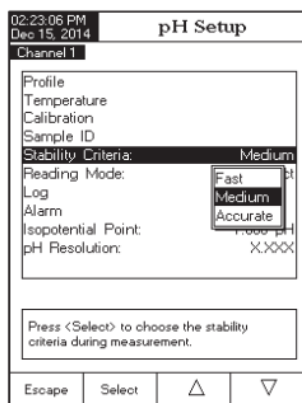 02:23:06 PM
Dec 15, 2014
pH Setup
Channel 1
Profile
Temperature
Calibration
Sample ID
Stability Criteria: Medium
Reading Mode:
Fast
Log
Medium
Alarm
Accurate
Isopotential Point: pH
pH Resolution: X.XXX
Press <Select> to choose the stability
criteria during measurement.
Escape Select △ ▽